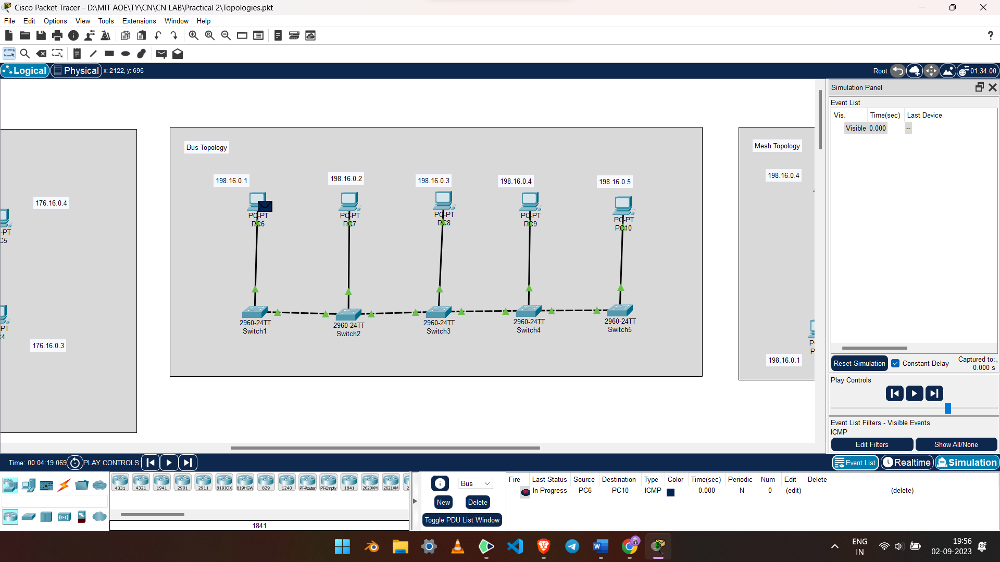 Cisco Packet Tracer - D:\MIT AOE\TY\CN\CN LAB\Practical 2\Topologies.pkt
File Edit Options View Tools Extensions Window Help
?
Logical Physical x: 2122, y: 696 Root 01:34:00
Simulation Panel
Event List
Vis. Time(sec) Last Device
Visible 0.000 --
Bus Topology
Mesh Topology
198.16.0.1 198.16.0.2 198.16.0.3 198.16.0.4 198.16.0.5 198.16.0.4
176.16.0.4
PC-PT PC-PT PC-PT PC-PT PC-PT
PC6 PC7 PC8 PC9 PC10
-PT
C5
2960-24TT 2960-24TT 2960-24TT 2960-24TT 2960-24TT
Switch1 Switch2 Switch3 Switch4 Switch5
PT
C4
176.16.0.3
P
198.16.0.1
Reset Simulation Constant Delay Captured to:
0.000 s
Play Controls
Event List Filters - Visible Events
ICMP
Edit Filters Show All/None
Time: 00:04:19.069 PLAY CONTROLS: Event List Realtime Simulation
4331 4321 1941 2901 2911 819IOX 819HGW 829 1240 PT-Router PT-Empty 1841 2620XM 2621XM 2
1841
Bus
New Delete
Toggle PDU List Window
Fire Last Status Source Destination Type Color Time(sec) Periodic Num Edit Delete
In Progress PC6 PC10 ICMP 0.000 N 0 (edit) (delete)
ENG
IN
19:56
02-09-2023